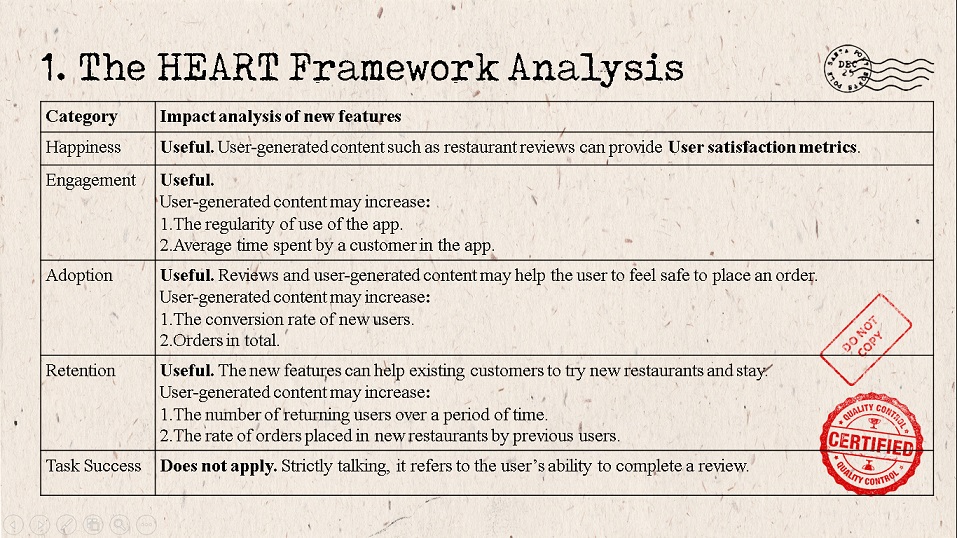 1. The HEART Framework Analysis
DEC
25
Category
Impact analysis of new features
Happiness
Useful. User-generated content such as restaurant reviews can provide User satisfaction metrics.
Engagement
Useful.
User-generated content may increase:
1.The regularity of use of the app.
2.Average time spent by a customer in the app.
Adoption
Useful. Reviews and user-generated content may help the user to feel safe to place an order.
User-generated content may increase:
1.The conversion rate of new users.
2.Orders in total.
DO NOT
COPY
Retention
Useful. The new features can help existing customers to try new restaurants and stay.
User-generated content may increase:
1.The number of returning users over a period of time.
2.The rate of orders placed in new restaurants by previous users.
QUALITY CONTROL
CERTIFIED
QUALITY CONTROL
Task Success
Does not apply. Strictly talking, it refers to the user’s ability to complete a review.